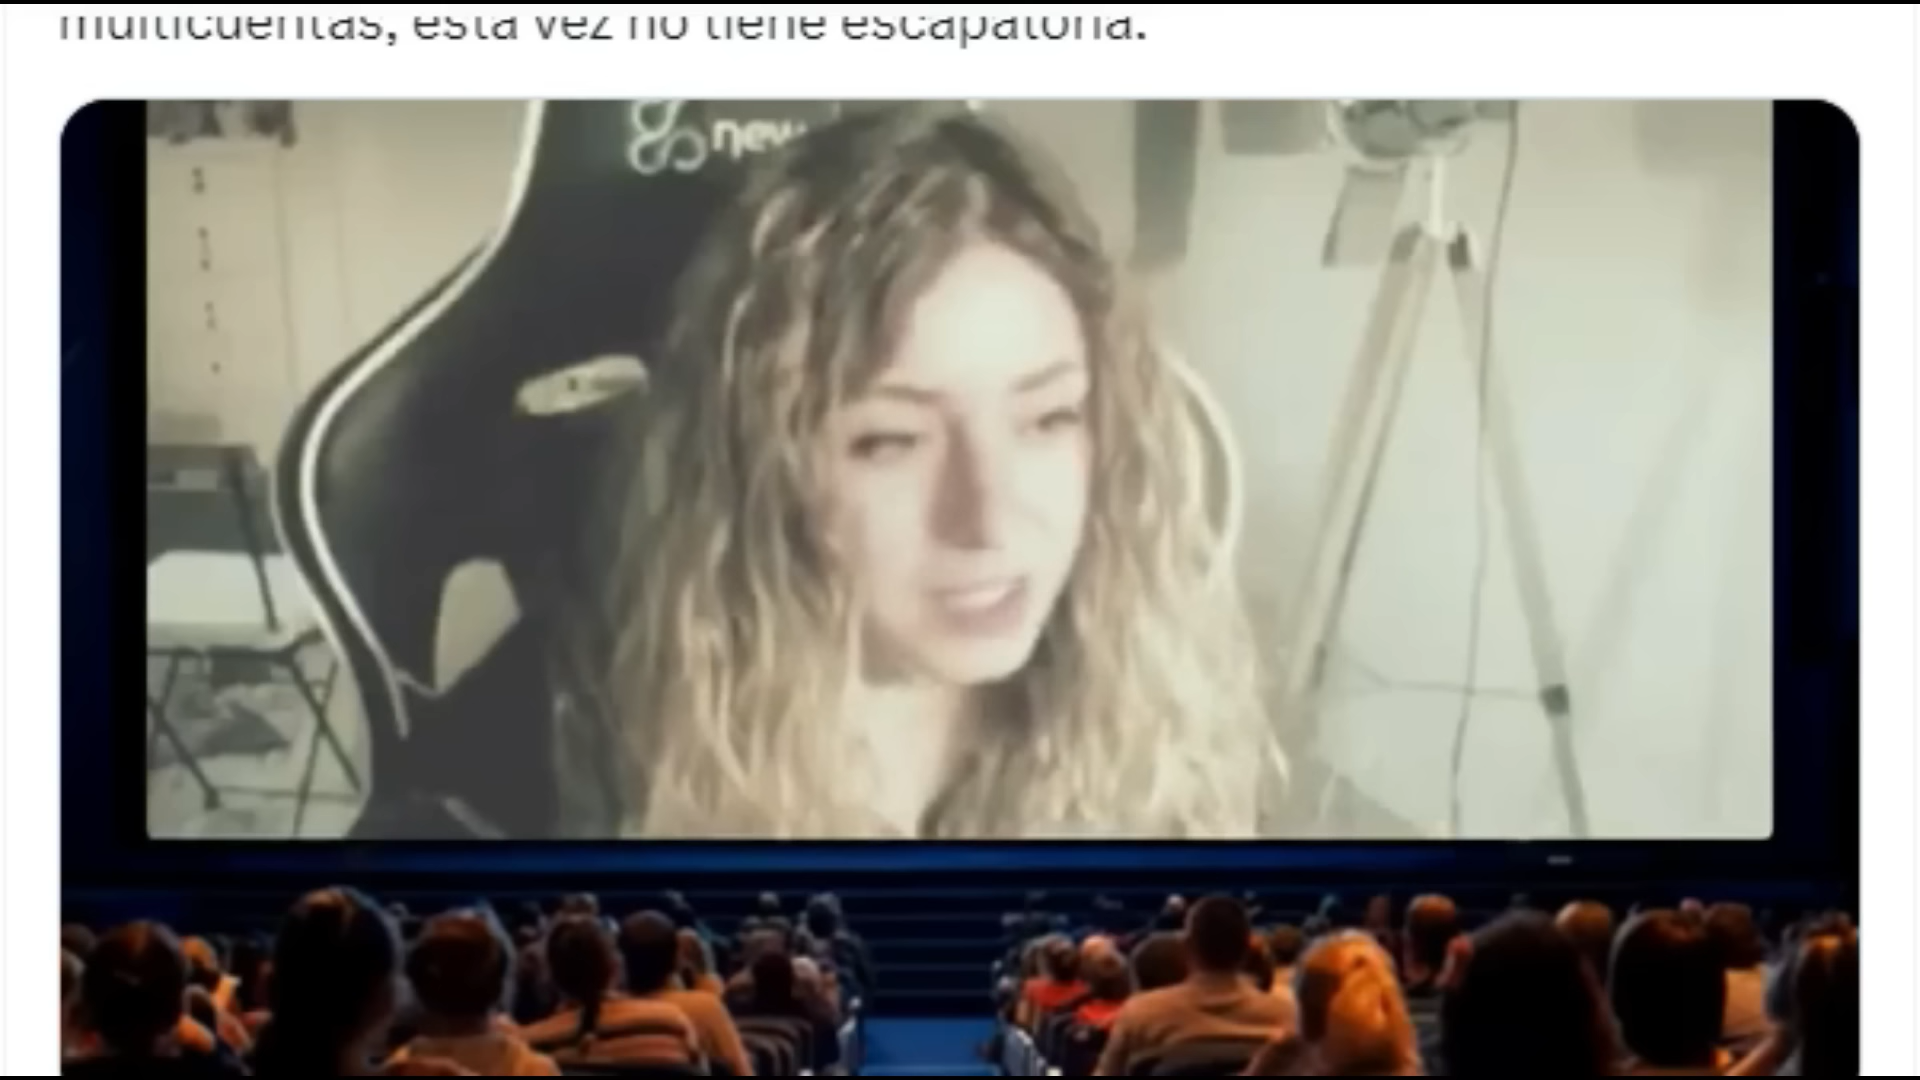 multicuentas, esta vez no tiene escapatoria.
new